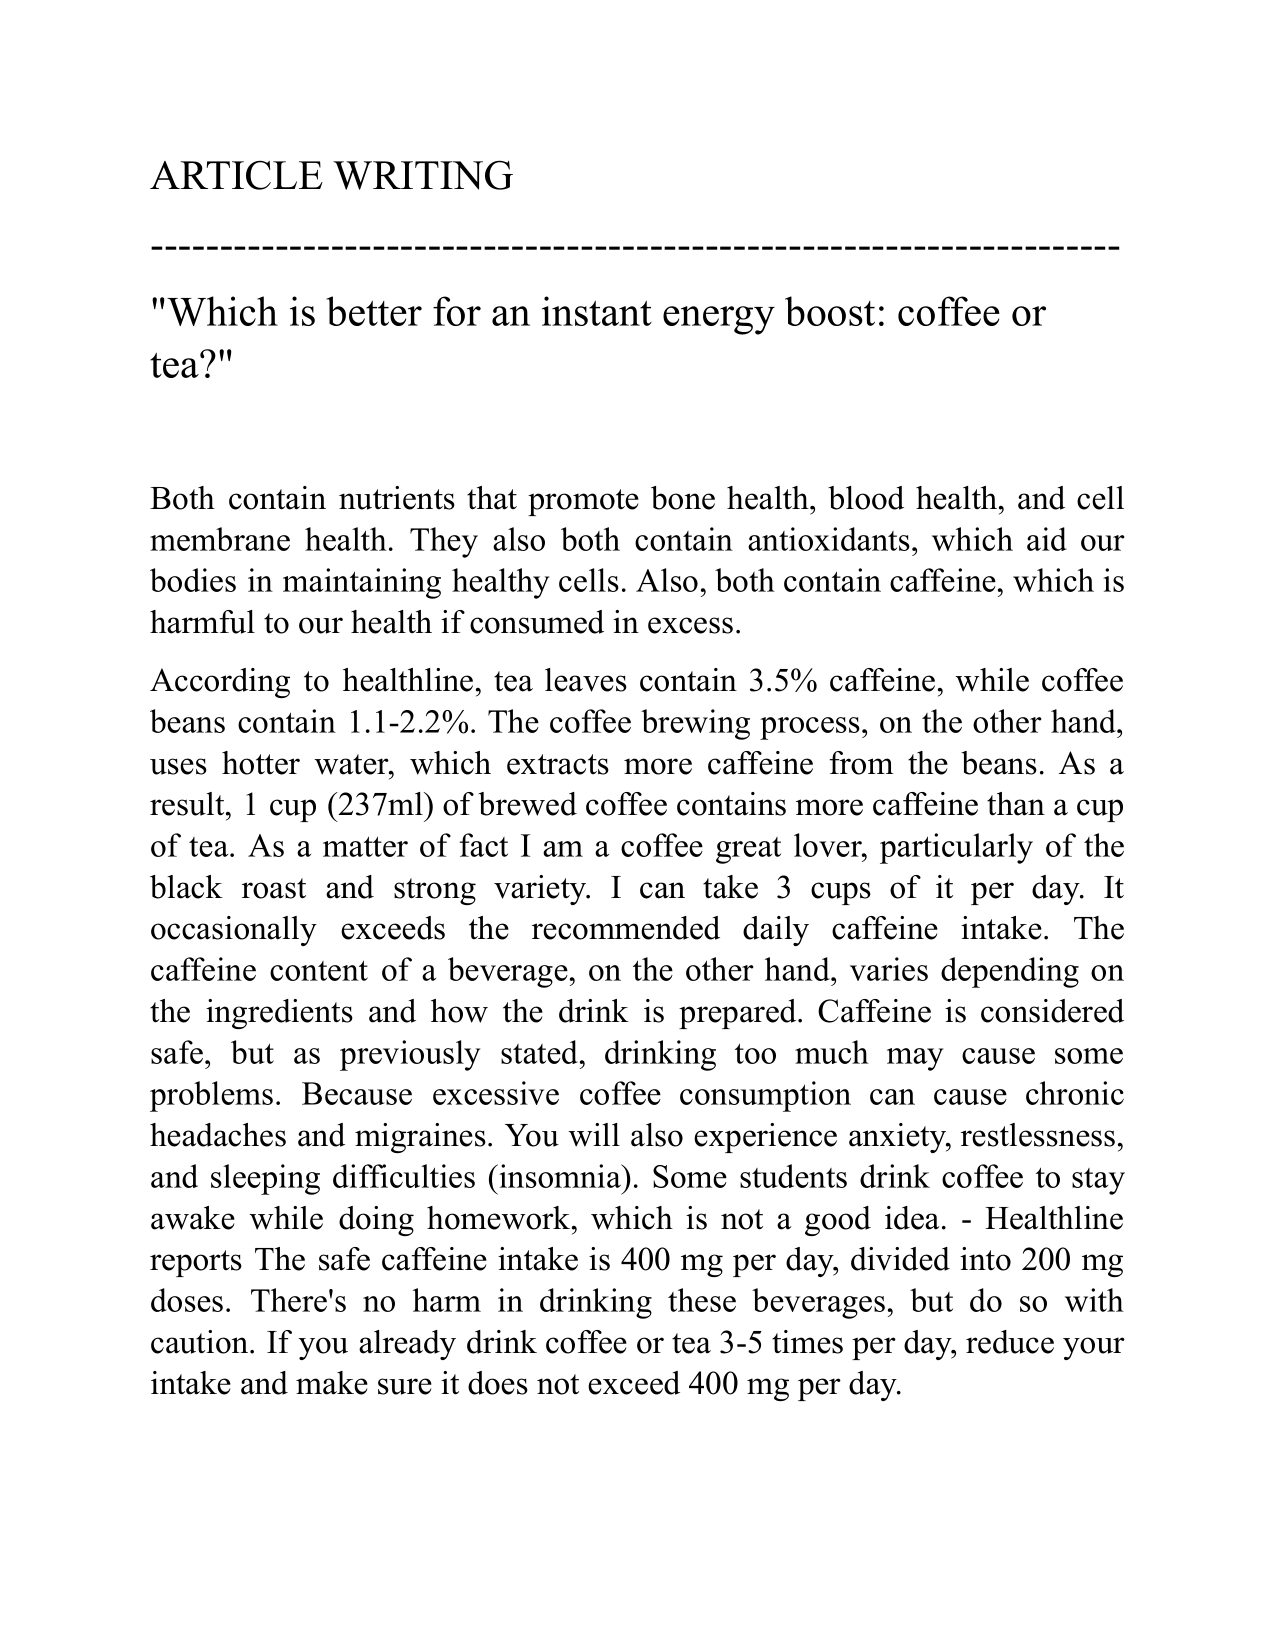 ARTICLE WRITING
----------------------------------------------------------------------
"Which is better for an instant energy boost: coffee or
tea?"
Both contain nutrients that promote bone health, blood health, and cell
membrane health. They also both contain antioxidants, which aid our
bodies in maintaining healthy cells. Also, both contain caffeine, which is
harmful to our health if consumed in excess.
According to healthline, tea leaves contain 3.5% caffeine, while coffee
beans contain 1.1-2.2%. The coffee brewing process, on the other hand,
uses hotter water, which extracts more caffeine from the beans. As a
result, 1 cup (237ml) of brewed coffee contains more caffeine than a cup
of tea. As a matter of fact I am a coffee great lover, particularly of the
black roast and strong variety. I can take 3 cups of it per day. It
occasionally exceeds the recommended daily caffeine intake. The
caffeine content of a beverage, on the other hand, varies depending on
the ingredients and how the drink is prepared. Caffeine is considered
safe, but as previously stated, drinking too much may cause some
problems. Because excessive coffee consumption can cause chronic
headaches and migraines. You will also experience anxiety, restlessness,
and sleeping difficulties (insomnia). Some students drink coffee to stay
awake while doing homework, which is not a good idea. - Healthline
reports The safe caffeine intake is 400 mg per day, divided into 200 mg
doses. There's no harm in drinking these beverages, but do so with
caution. If you already drink coffee or tea 3-5 times per day, reduce your
intake and make sure it does not exceed 400 mg per day.